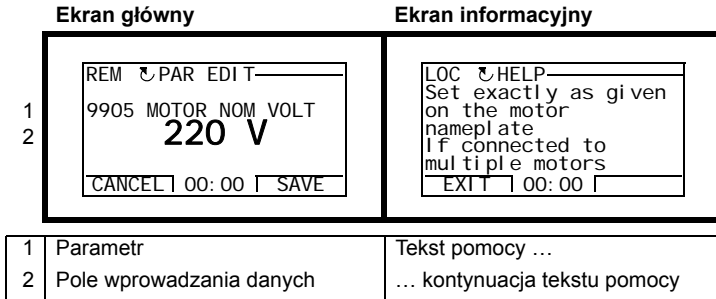 Ekran główny Ekran informacyjny
REM ↻PAR EDIT
9905 MOTOR NOM VOLT
220 V
CANCEL 00:00 SAVE
1
2
LOC ↻HELP
Set exactly as given
on the motor
nameplate
If connected to
multiple motors
EXIT 00:00
1 Parametr Tekst pomocy …
2 Pole wprowadzania danych … kontynuacja tekstu pomocy